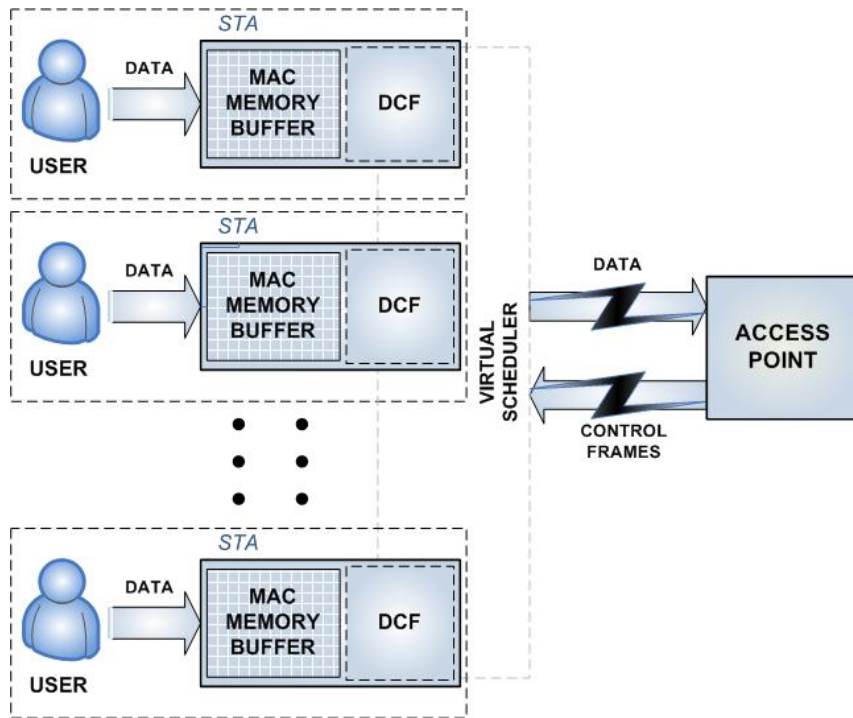 STA
DATA
MAC
MEMORY
BUFFER
DCF
USER
STA
DATA
MAC
MEMORY
BUFFER
DCF
USER
VIRTUAL
SCHEDULER
DATA
ACCESS
POINT
CONTROL
FRAMES
STA
DATA
MAC
MEMORY
BUFFER
DCF
USER